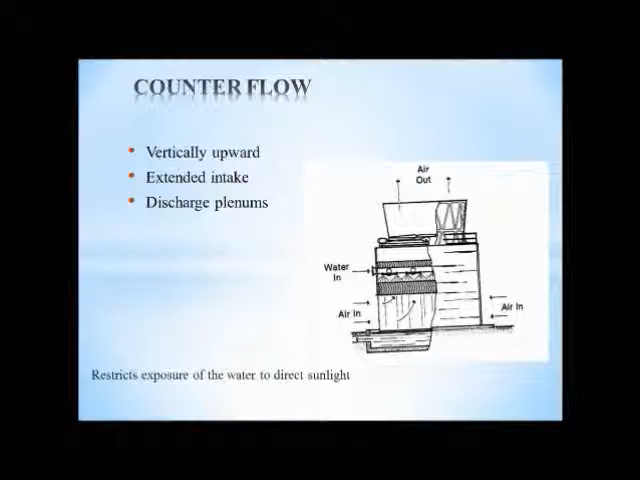 COUNTER FLOW
Vertically upward
Extended intake
Discharge plenums
Air
Out
Water
In
Air In
Air In
Restricts exposure of the water to direct sunlight